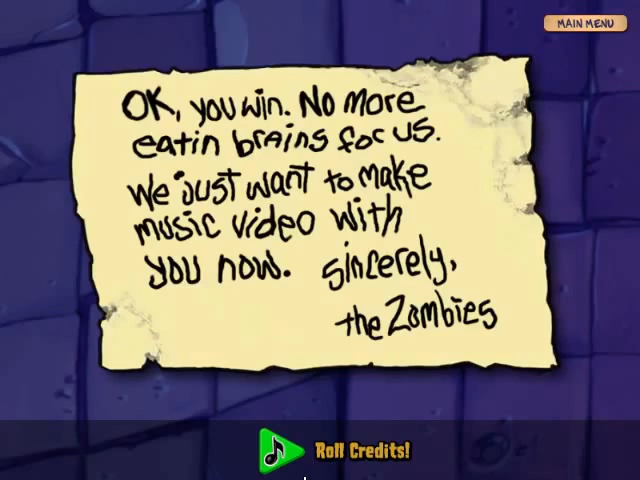 MAIN MENU
OK, you win. No more
eatin brains for us.
We just want to make
music video with
you now. sincerely,
the Zombies
Roll Credits!